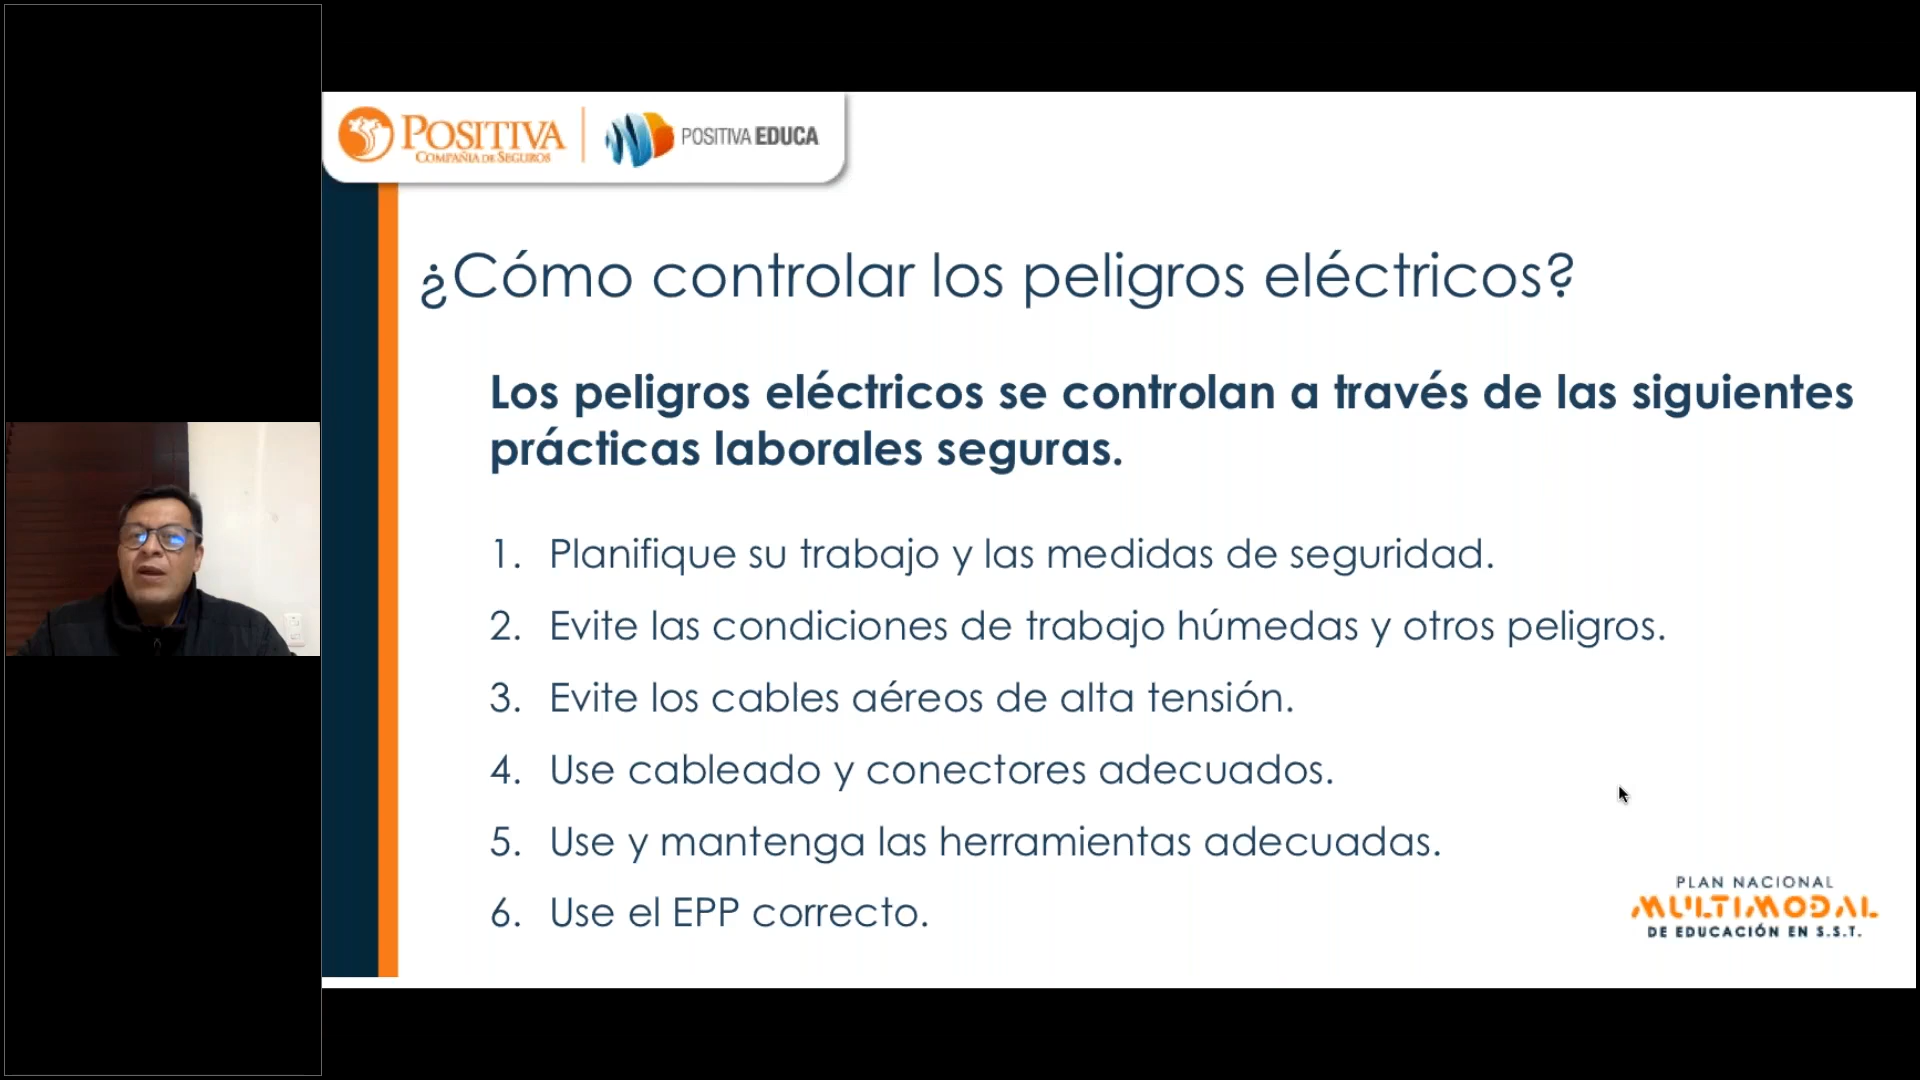 POSITIVA
COMPAÑIA DE SEGUROS
POSITIVA EDUCA
¿Cómo controlar los peligros eléctricos?
Los peligros eléctricos se controlan a través de las siguientes
prácticas laborales seguras.
1. Planifique su trabajo y las medidas de seguridad.
2. Evite las condiciones de trabajo húmedas y otros peligros.
3. Evite los cables aéreos de alta tensión.
4. Use cableado y conectores adecuados.
5. Use y mantenga las herramientas adecuadas.
6. Use el EPP correcto.
PLAN NACIONAL
MULTIMODAL
DE EDUCACIÓN EN S.S.T.